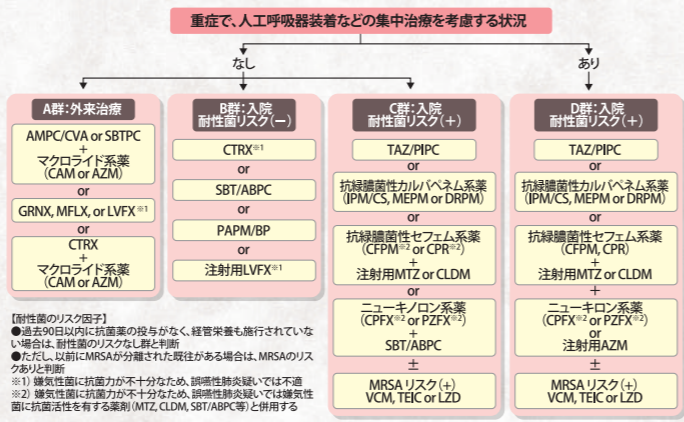 重症で、人工呼吸器装着などの集中治療を考慮する状況
なし
あり
A群：外来治療
AMPC/CVA or SBTPC
+
マクロライド系薬
（CAM or AZM）
or
GRNX, MFLX, or LVFX※1
or
CTRX
+
マクロライド系薬
（CAM or AZM）
B群：入院
耐性菌リスク（−）
CTRX※1
or
SBT/ABPC
or
PAPM/BP
or
注射用LVFX※1
C群：入院
耐性菌リスク（＋）
TAZ/PIPC
or
抗緑膿菌性カルバペネム系薬
（IPM/CS, MEPM or DRPM）
or
抗緑膿菌性セフェム系薬
（CFPM※2 or CPR※2）
+
注射用MTZ or CLDM
or
ニューキノロン系薬
（CPFX※2 or PZFX※2）
+
SBT/ABPC
±
MRSA リスク（＋）
VCM, TEIC or LZD
D群：入院
耐性菌リスク（＋）
TAZ/PIPC
or
抗緑膿菌性カルバペネム系薬
（IPM/CS, MEPM or DRPM）
or
抗緑膿菌性セフェム系薬
（CFPM, CPR）
+
注射用MTZ or CLDM
+
ニューキロン系薬
（CPFX※2 or PZFX※2）
or
注射用AZM
±
MRSA リスク（＋）
VCM, TEIC or LZD
【耐性菌のリスク因子】
●過去90日以内に抗菌薬の投与がなく、経管栄養も施行されていな
い場合は、耐性菌のリスクなし群と判断
●ただし、以前にMRSAが分離された既往がある場合は、MRSAのリス
クありと判断
※1）嫌気性菌に抗菌力が不十分なため、誤嚥性肺炎疑いでは不適
※2）嫌気性菌に抗菌力が不十分なため、誤嚥性肺炎疑いでは嫌気性
菌に抗菌活性を有する薬剤（MTZ, CLDM, SBT/ABPC等）と併用する